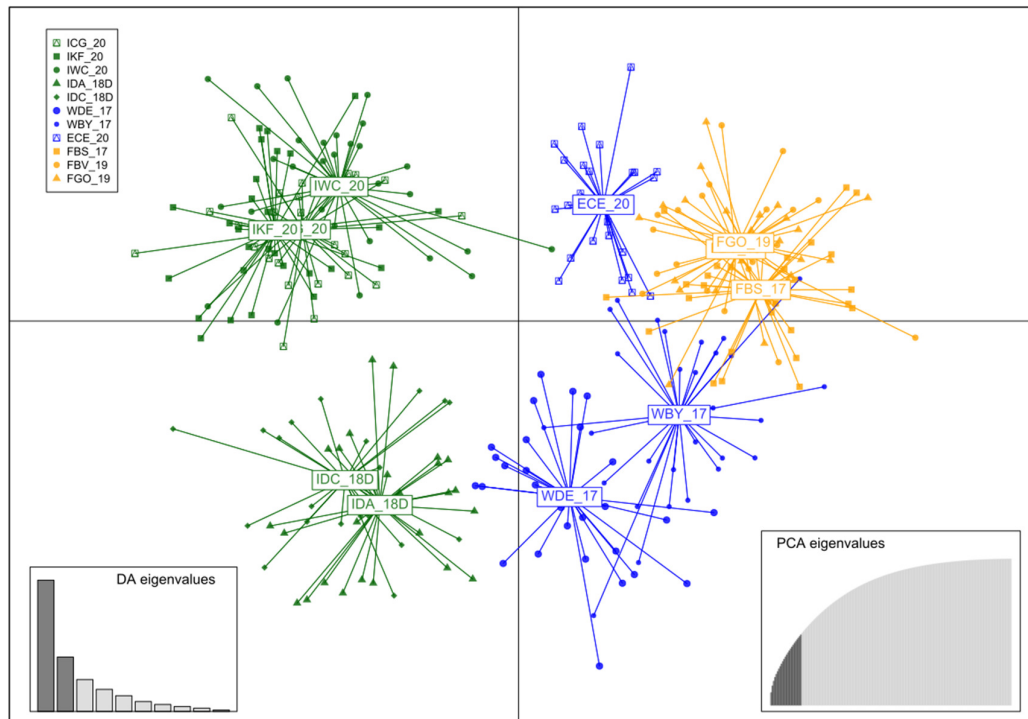 ICG_20
IKF_20
IWC_20
IDA_18D
IDC_18D
WDE_17
WBY_17
ECE_20
FBS_17
FBV_19
FGO_19
IWC_20
IKF_20
G_20
ECE_20
FGO_19
FBS_17
WBY_17
IDC_18D
IDA_18D
WDE_17
DA eigenvalues
PCA eigenvalues